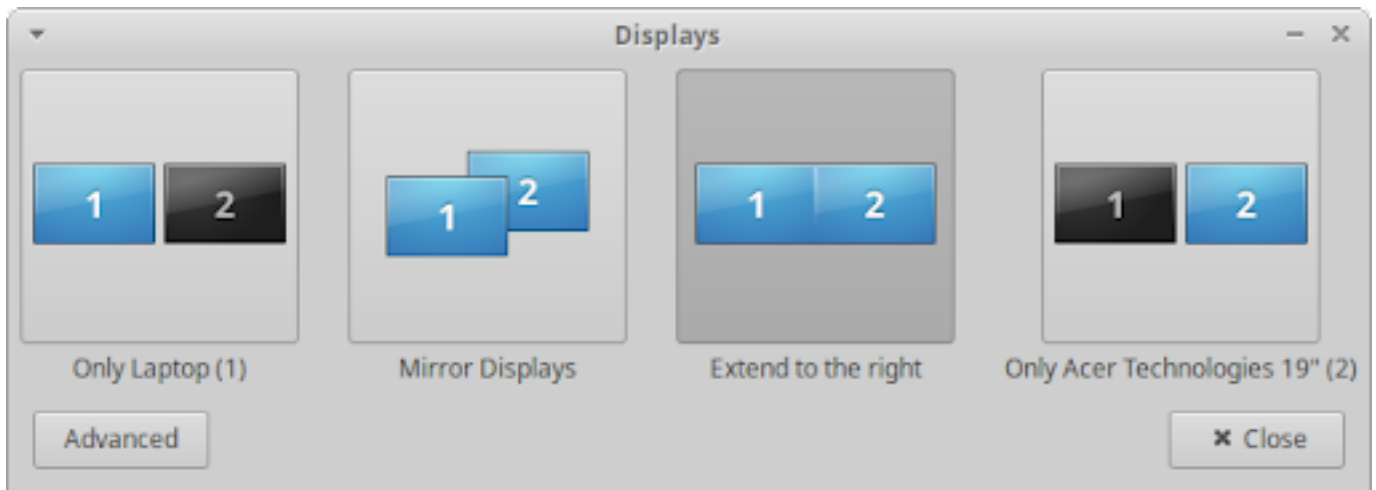 Displays
1 2
1 2
1 2
1 2
Only Laptop (1)
Mirror Displays
Extend to the right
Only Acer Technologies 19" (2)
Advanced
Close